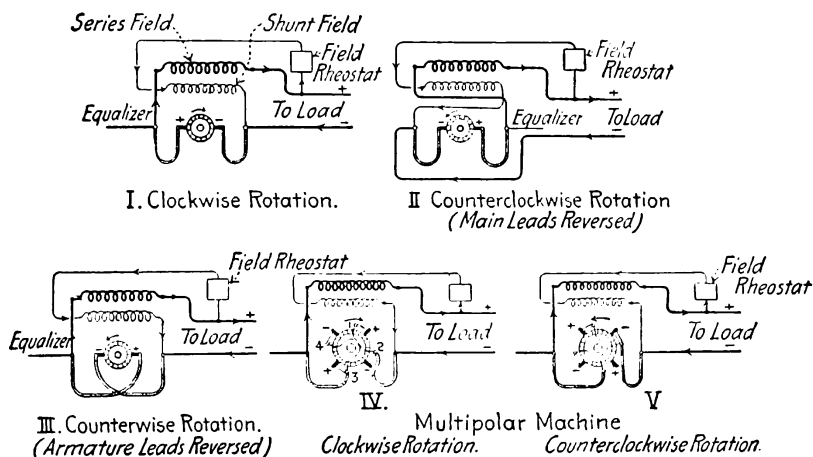 Series Field
Shunt Field
Field
Rheostat
Equalizer
+
To Load
+ -
-
I. Clockwise Rotation.
Field
Rheostat
+
Equalizer
To Load
- +
-
II Counterclockwise Rotation
(Main Leads Reversed)
Field Rheostat
+
Equalizer
To Load
- +
-
III. Counterwise Rotation.
(Armature Leads Reversed)
+
- +
4 2
To Load
+ -
3
-
IV.
Clockwise Rotation.
Field
Rheostat
+
+ -
To Load
- +
-
V
Multipolar Machine
Counterclockwise Rotation.